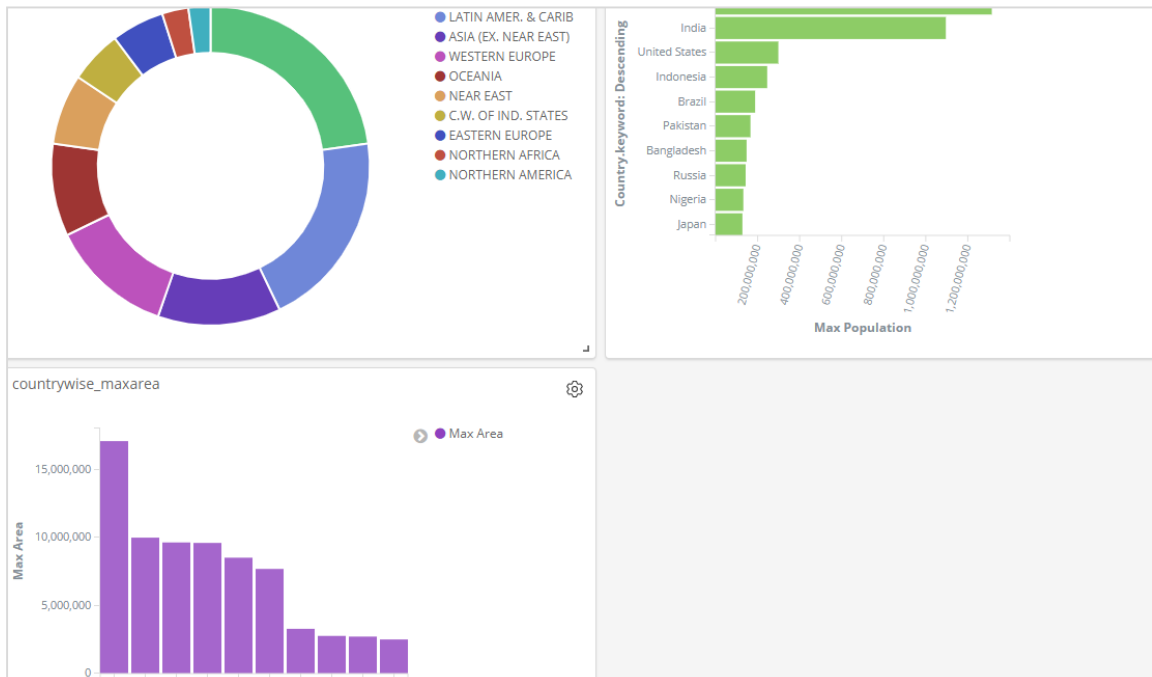 LATIN AMER. & CARIB
ASIA (EX. NEAR EAST)
WESTERN EUROPE
OCEANIA
NEAR EAST
C.W. OF IND. STATES
EASTERN EUROPE
NORTHERN AFRICA
NORTHERN AMERICA
Country.keyword: Descending
India
United States
Indonesia
Brazil
Pakistan
Bangladesh
Russia
Nigeria
Japan
200,000,000
400,000,000
600,000,000
800,000,000
1,000,000,000
1,200,000,000
Max Population
countrywise_maxarea
Max Area
Max Area
15,000,000
10,000,000
5,000,000
0